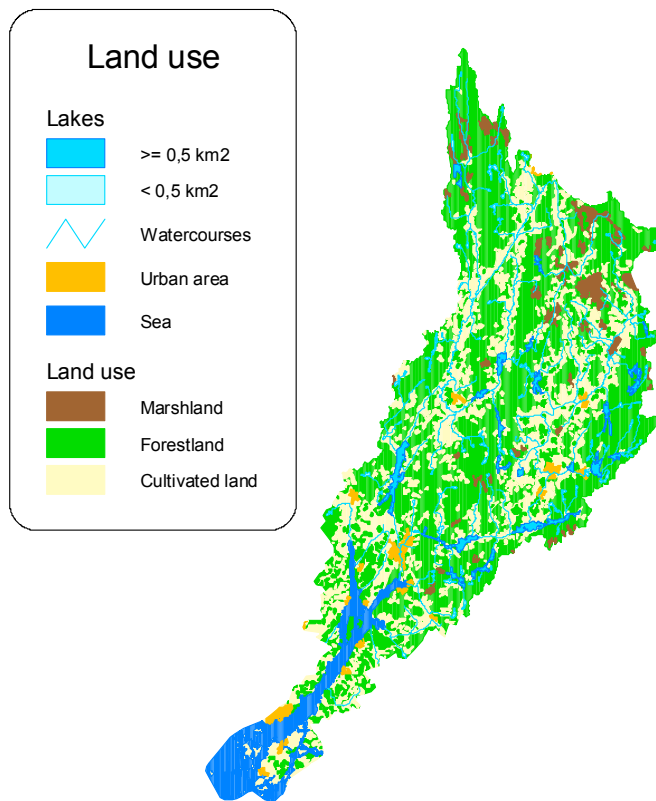 Land use
Lakes
>= 0,5 km2
< 0,5 km2
Watercourses
Urban area
Sea
Land use
Marshland
Forestland
Cultivated land